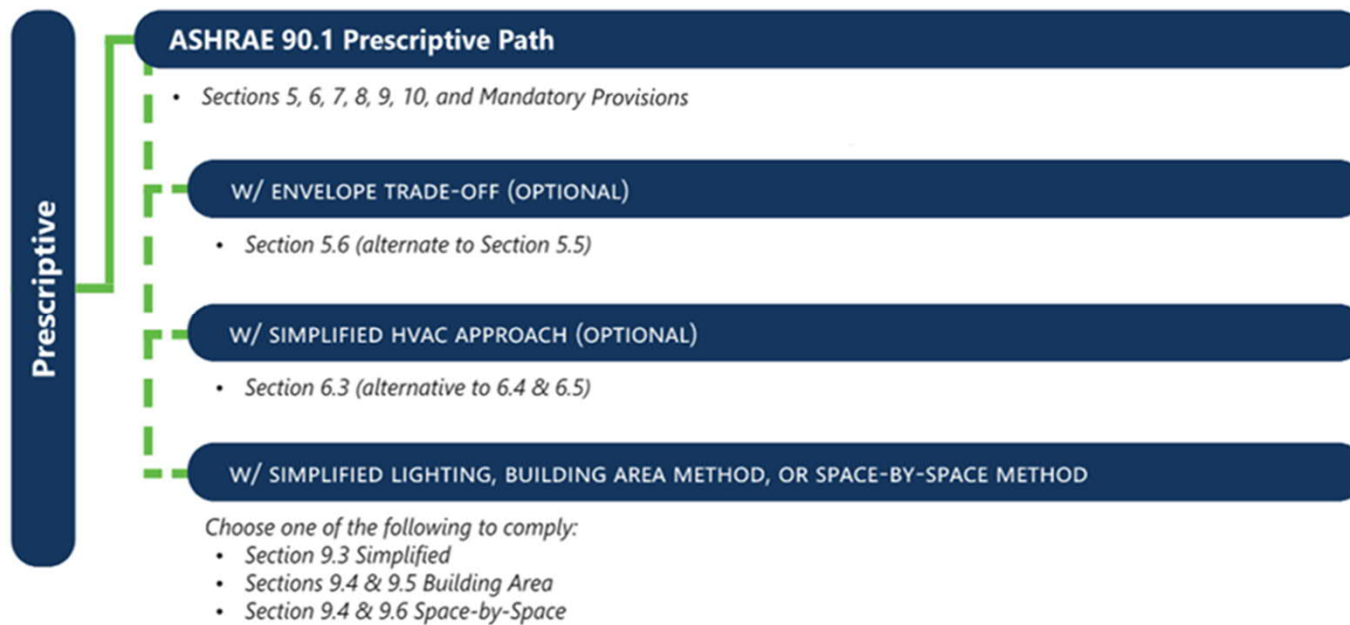 Prescriptive
ASHRAE 90.1 Prescriptive Path
• Sections 5, 6, 7, 8, 9, 10, and Mandatory Provisions
W/ ENVELOPE TRADE-OFF (OPTIONAL)
• Section 5.6 (alternate to Section 5.5)
W/ SIMPLIFIED HVAC APPROACH (OPTIONAL)
• Section 6.3 (alternative to 6.4 & 6.5)
W/ SIMPLIFIED LIGHTING, BUILDING AREA METHOD, OR SPACE-BY-SPACE METHOD
Choose one of the following to comply:
• Section 9.3 Simplified
• Sections 9.4 & 9.5 Building Area
• Section 9.4 & 9.6 Space-by-Space